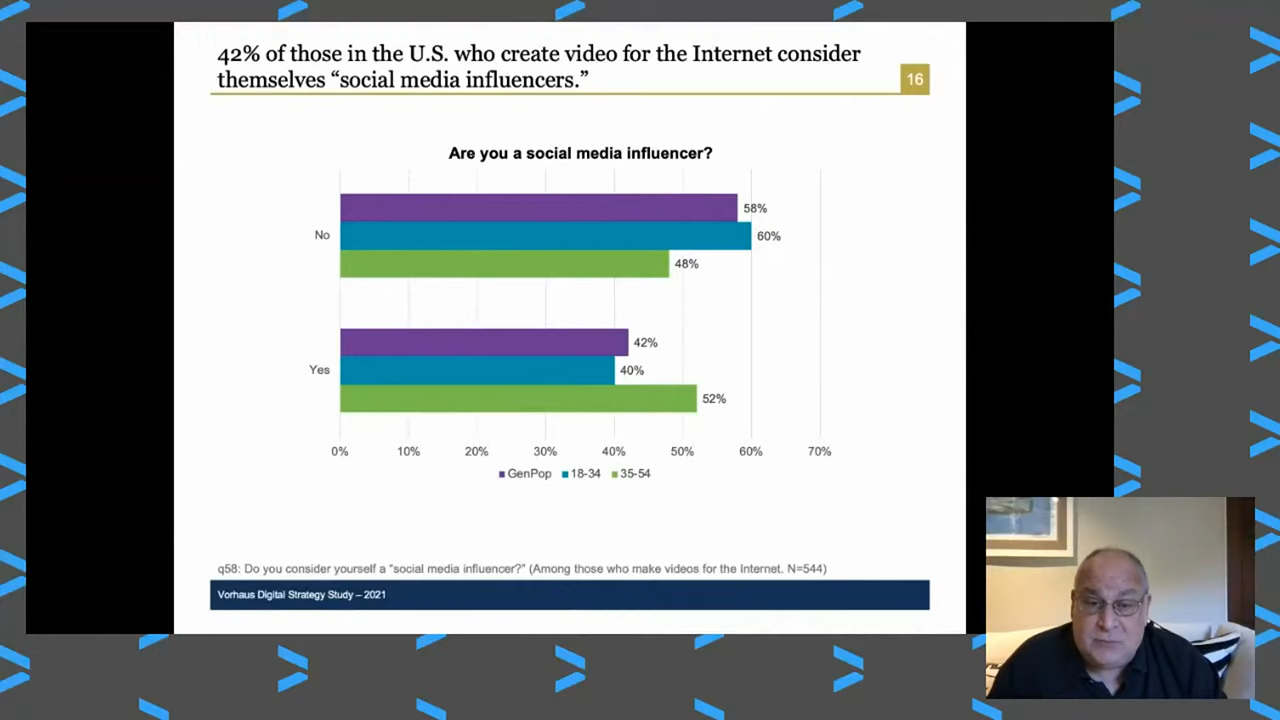 42% of those in the U.S. who create video for the Internet consider
themselves “social media influencers.”
16
Are you a social media influencer?
No
58%
60%
48%
Yes
42%
40%
52%
0% 10% 20% 30% 40% 50% 60% 70%
GenPop 18-34 35-54
q58: Do you consider yourself a “social media influencer?” (Among those who make videos for the Internet. N=544)
Vorhaus Digital Strategy Study – 2021